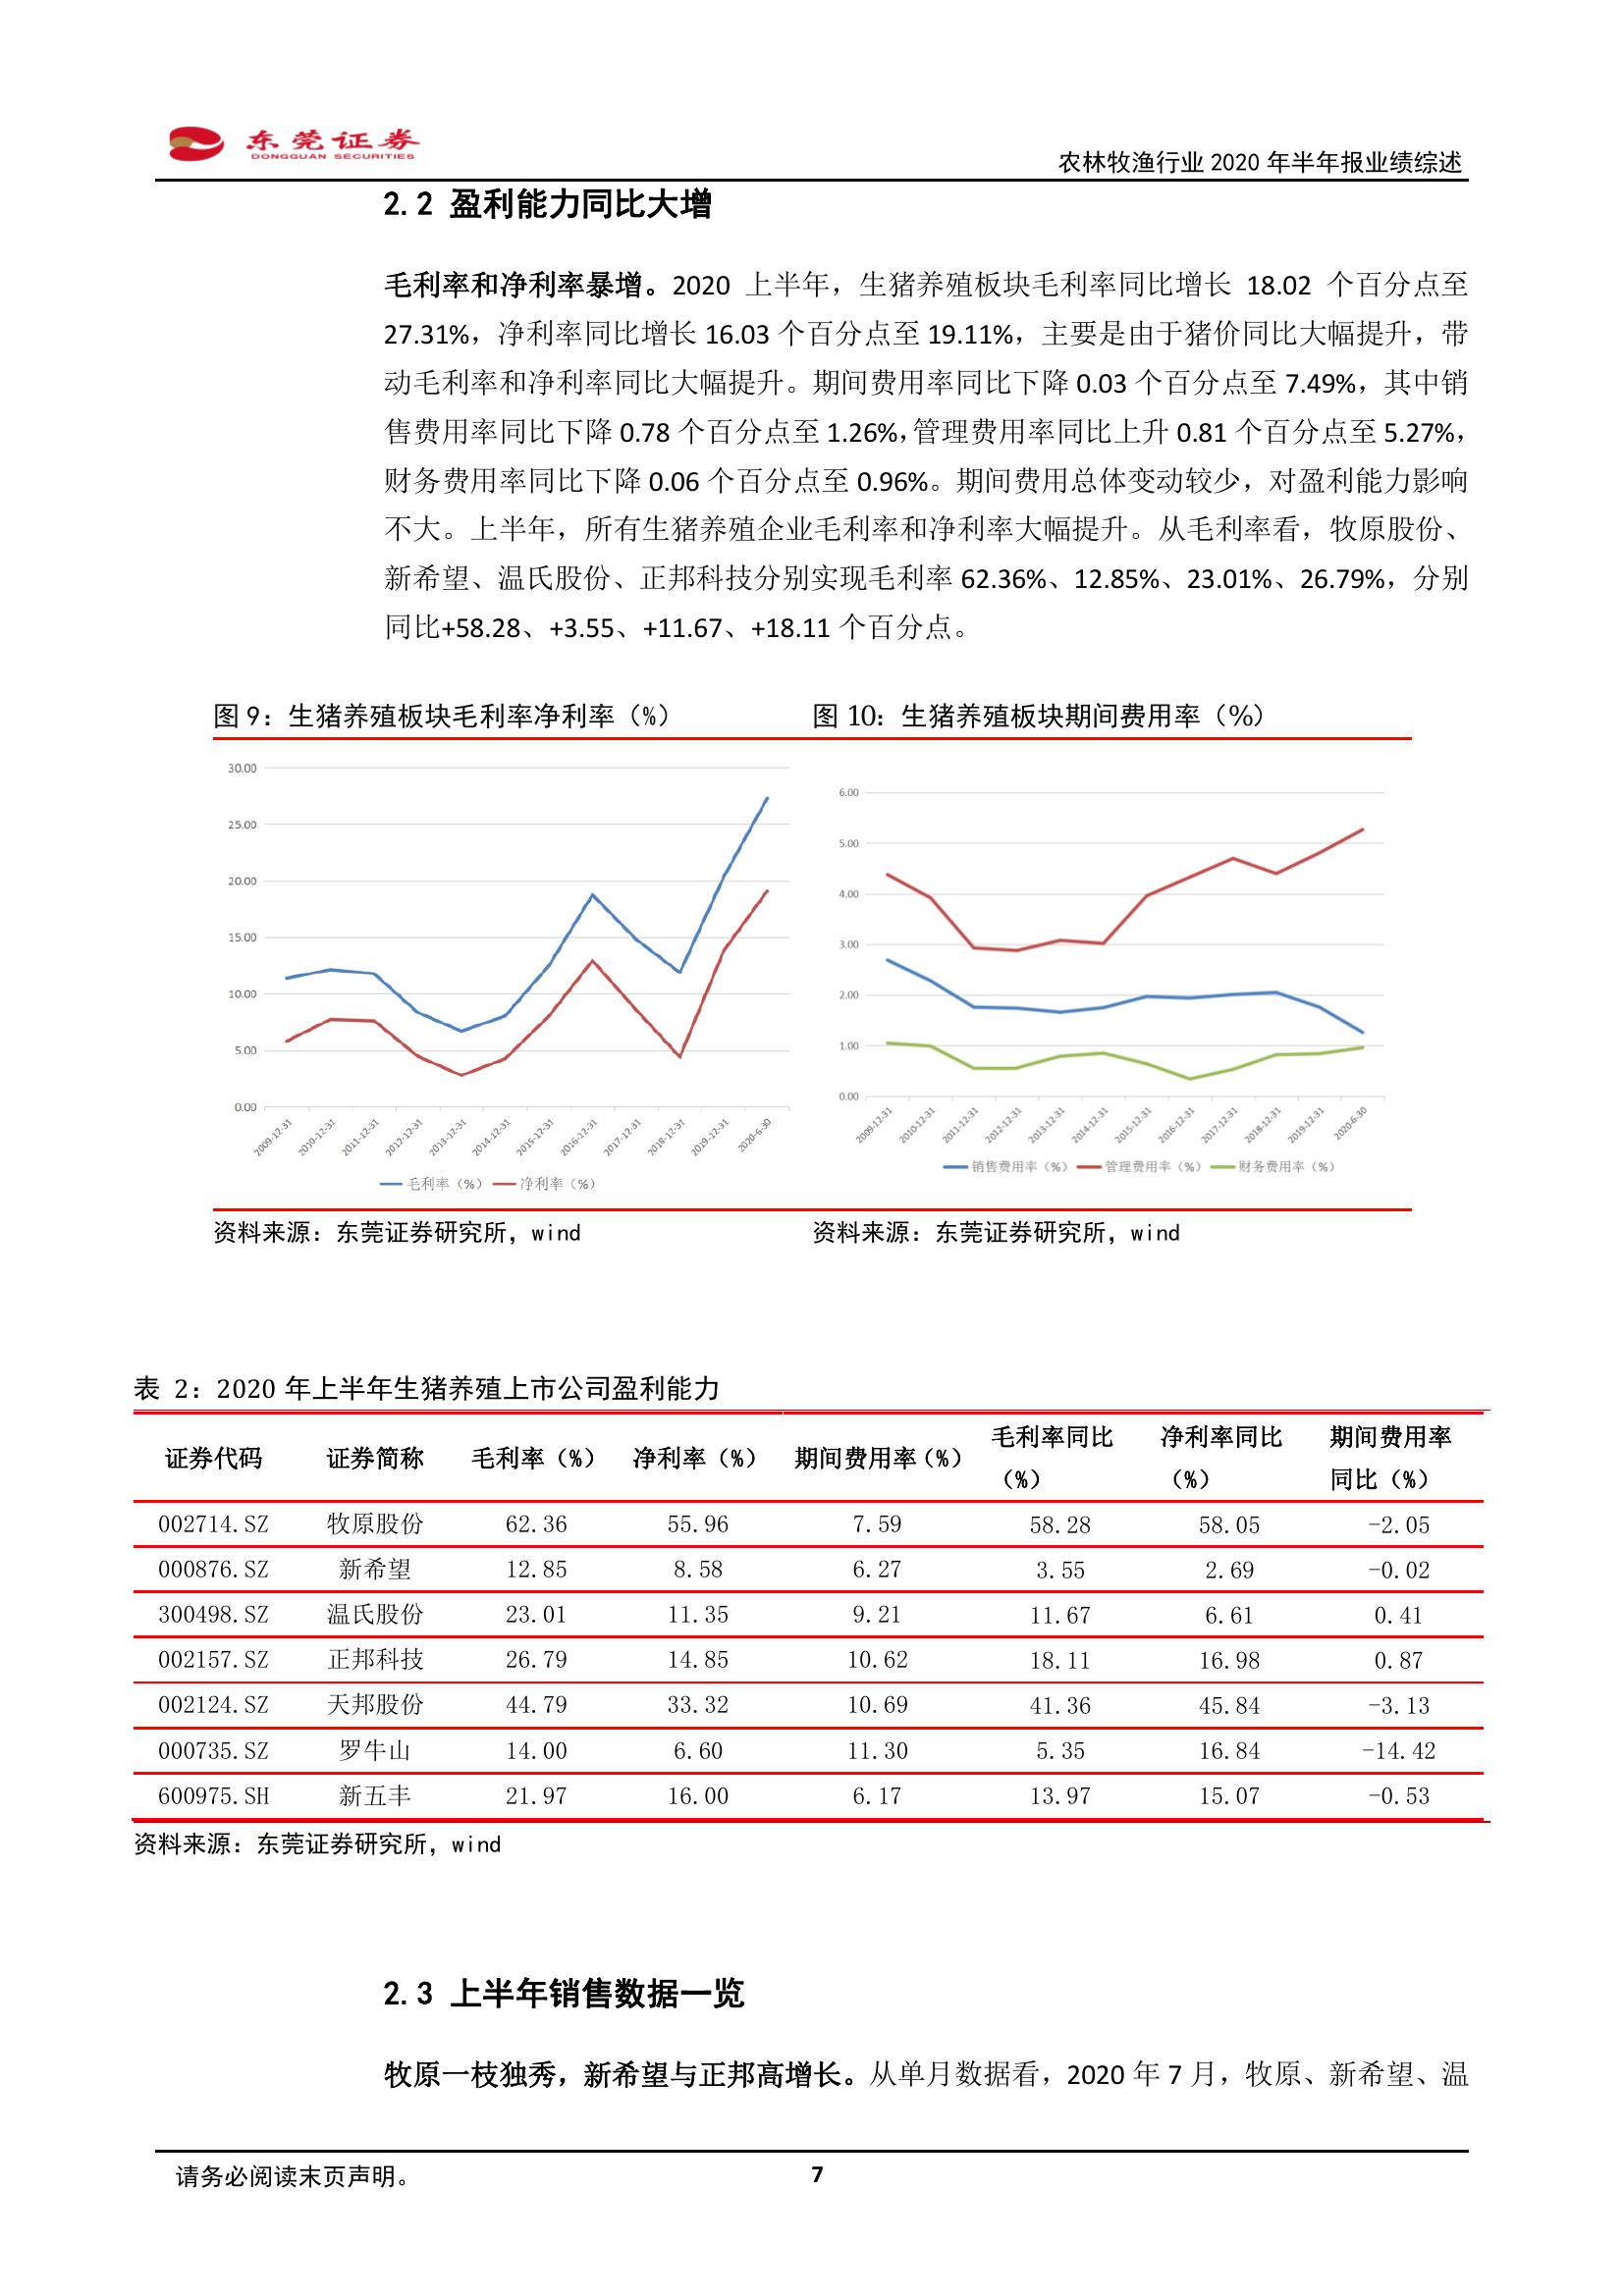 东莞证券
DONGGUAN SECURITIES
农林牧渔行业 2020 年半年报业绩综述
2.2 盈利能力同比大增
毛利率和净利率暴增。2020 上半年，生猪养殖板块毛利率同比增长 18.02 个百分点至
27.31%，净利率同比增长 16.03 个百分点至 19.11%，主要是由于猪价同比大幅提升，带
动毛利率和净利率同比大幅提升。期间费用率同比下降 0.03 个百分点至 7.49%，其中销
售费用率同比下降 0.78 个百分点至 1.26%，管理费用率同比上升 0.81 个百分点至 5.27%，
财务费用率同比下降 0.06 个百分点至 0.96%。期间费用总体变动较少，对盈利能力影响
不大。上半年，所有生猪养殖企业毛利率和净利率大幅提升。从毛利率看，牧原股份、
新希望、温氏股份、正邦科技分别实现毛利率 62.36%、12.85%、23.01%、26.79%，分别
同比+58.28、+3.55、+11.67、+18.11 个百分点。
图 9：生猪养殖板块毛利率净利率（%）
30.00
25.00
20.00
15.00
10.00
5.00
0.00
2009-12-31 2010-12-31 2011-12-31 2012-12-31 2013-12-31 2014-12-31 2015-12-31 2016-12-31 2017-12-31 2018-12-31 2019-12-31 2020-6-30
毛利率（%） 净利率（%）
资料来源：东莞证券研究所，wind
图 10：生猪养殖板块期间费用率（%）
6.00
5.00
4.00
3.00
2.00
1.00
0.00
2009-12-31 2010-12-31 2011-12-31 2012-12-31 2013-12-31 2014-12-31 2015-12-31 2016-12-31 2017-12-31 2018-12-31 2019-12-31 2020-6-30
销售费用率（%） 管理费用率（%） 财务费用率（%）
资料来源：东莞证券研究所，wind
表 2：2020 年上半年生猪养殖上市公司盈利能力
证券代码 证券简称 毛利率（%） 净利率（%） 期间费用率（%） 毛利率同比（%） 净利率同比（%） 期间费用率同比（%）
002714.SZ 牧原股份 62.36 55.96 7.59 58.28 58.05 -2.05
000876.SZ 新希望 12.85 8.58 6.27 3.55 2.69 -0.02
300498.SZ 温氏股份 23.01 11.35 9.21 11.67 6.61 0.41
002157.SZ 正邦科技 26.79 14.85 10.62 18.11 16.98 0.87
002124.SZ 天邦股份 44.79 33.32 10.69 41.36 45.84 -3.13
000735.SZ 罗牛山 14.00 6.60 11.30 5.35 16.84 -14.42
600975.SH 新五丰 21.97 16.00 6.17 13.97 15.07 -0.53
资料来源：东莞证券研究所，wind
2.3 上半年销售数据一览
牧原一枝独秀，新希望与正邦高增长。从单月数据看，2020 年 7 月，牧原、新希望、温
请务必阅读末页声明。
7